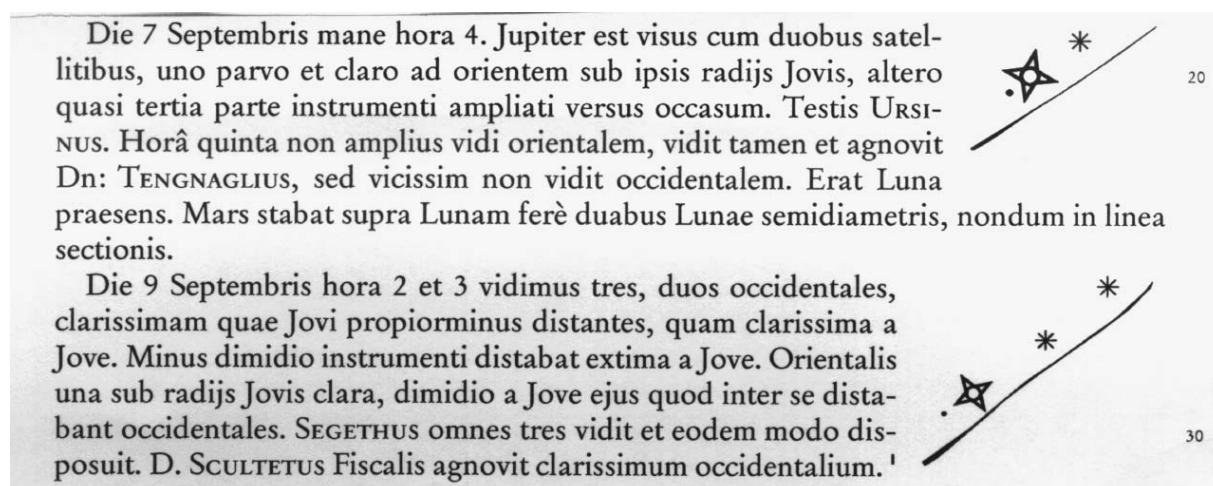 Die 7 Septembris mane hora 4. Jupiter est visus cum duobus satel-
litibus, uno parvo et claro ad orientem sub ipsis radijs Jovis, altero
20
quasi tertia parte instrumenti ampliati versus occasum. Testis URSI-
NUS. Horâ quinta non amplius vidi orientalem, vidit tamen et agnovit
Dn: TENGNAGLIUS, sed vicissim non vidit occidentalem. Erat Luna
praesens. Mars stabat supra Lunam ferè duabus Lunae semidiametris, nondum in linea
sectionis.
Die 9 Septembris hora 2 et 3 vidimus tres, duos occidentales,
clarissimam quae Jovi propiorminus distantes, quam clarissima a
Jove. Minus dimidio instrumenti distabat extima a Jove. Orientalis
una sub radijs Jovis clara, dimidio a Jove ejus quod inter se dista-
bant occidentales. SEGETHUS omnes tres vidit et eodem modo dis-
30
posuit. D. SCULTETUS Fiscalis agnovit clarissimum occidentalium. '